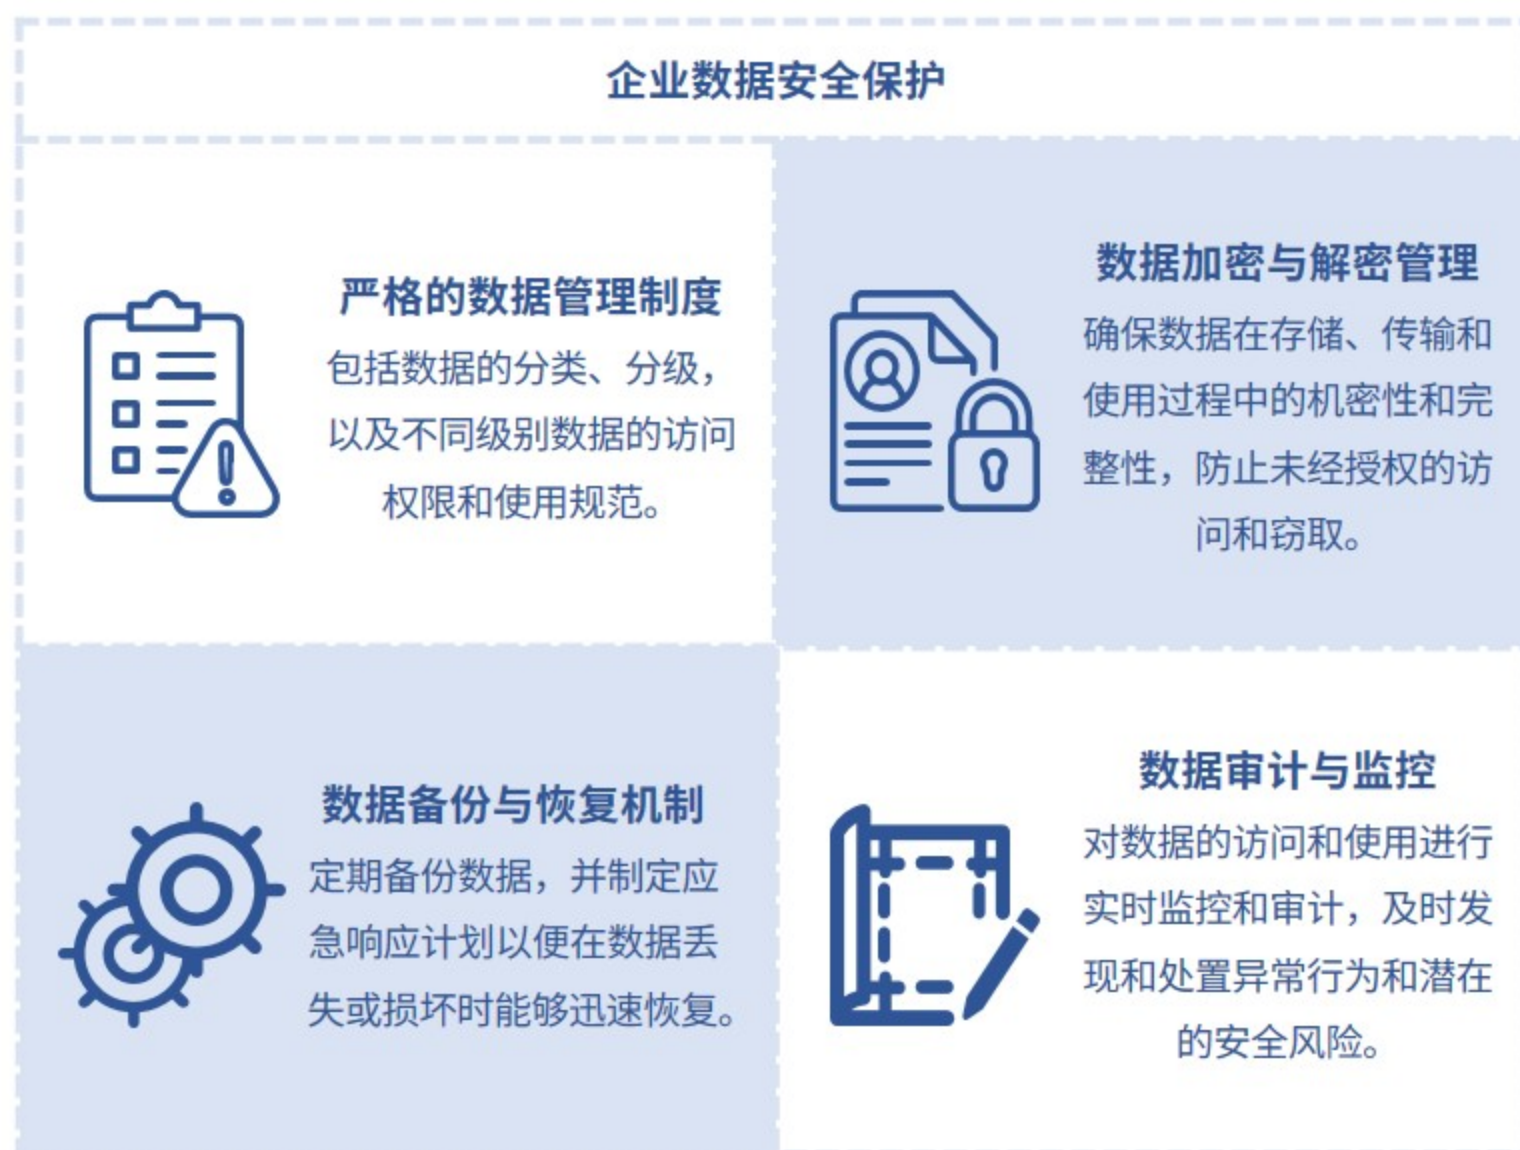 企业数据安全保护
严格的数据管理制度
包括数据的分类、分级，
以及不同级别数据的访问
权限和使用规范。
数据加密与解密管理
确保数据在存储、传输和
使用过程中的机密性和完
整性，防止未经授权的访
问和窃取。
数据备份与恢复机制
定期备份数据，并制定应
急响应计划以便在数据丢
失或损坏时能够迅速恢复。
数据审计与监控
对数据的访问和使用进行
实时监控和审计，及时发
现和处置异常行为和潜在
的安全风险。